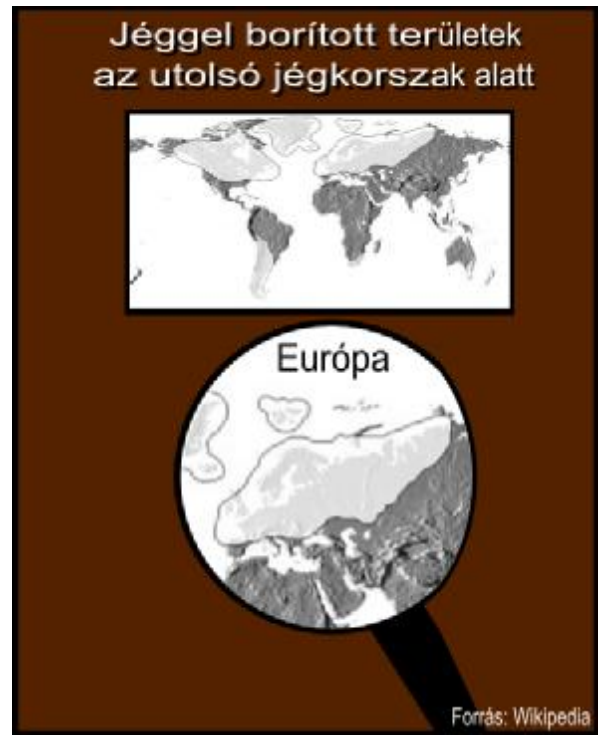 Jéggel borított területek
az utolsó jégkorszak alatt
Európa
Forrás: Wikipedia